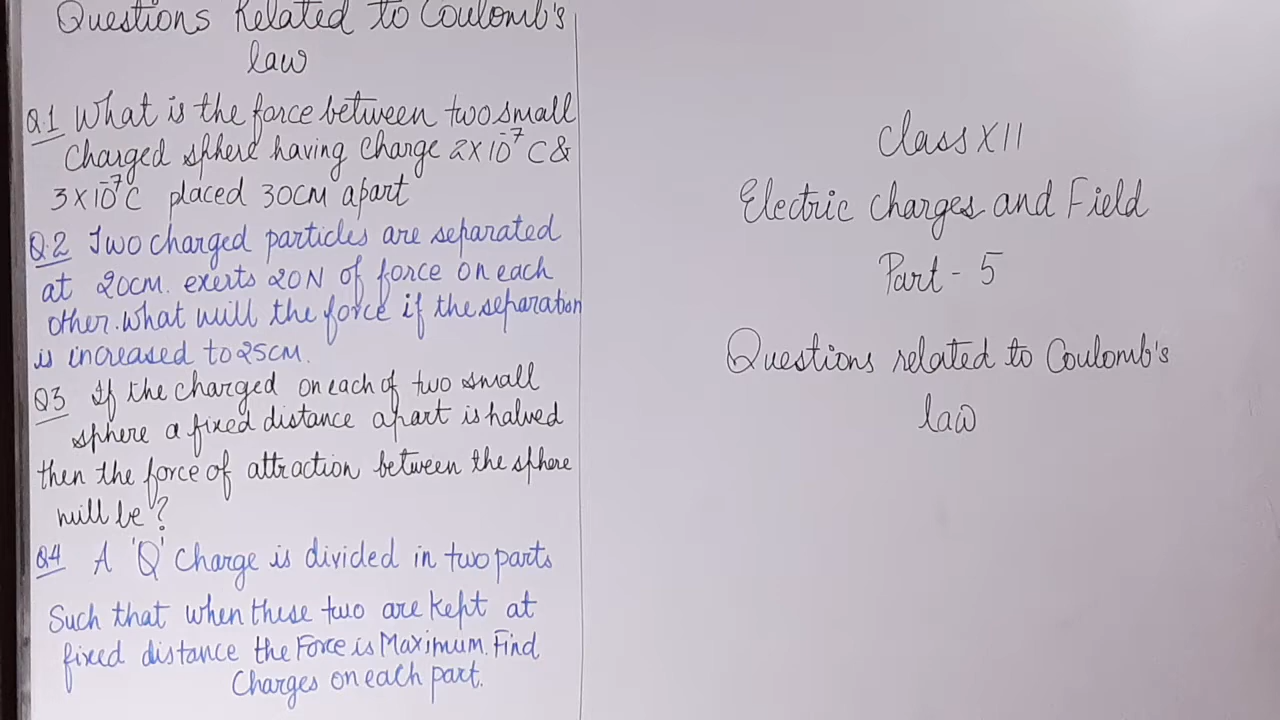 Questions Related to Coulomb's
law
Q.1 What is the force between two small
charged sphere having charge 2×10⁻⁷ C &
3×10⁻⁷C placed 30CM apart
Q.2 Two charged particles are separated
at 20CM. exerts 20N of force on each
other. what will the force if the separation
is increased to 25CM.
Q3 If the charged on each of two small
sphere a fixed distance apart is halved
then the force of attraction between the sphere
will be?
Q4 A 'Q' Charge is divided in two parts
Such that when these two are kept at
fixed distance the Force is Maximum. Find
Charges on each part.
Class XII
Electric charges and Field
Part - 5
Questions related to Coulomb's
law